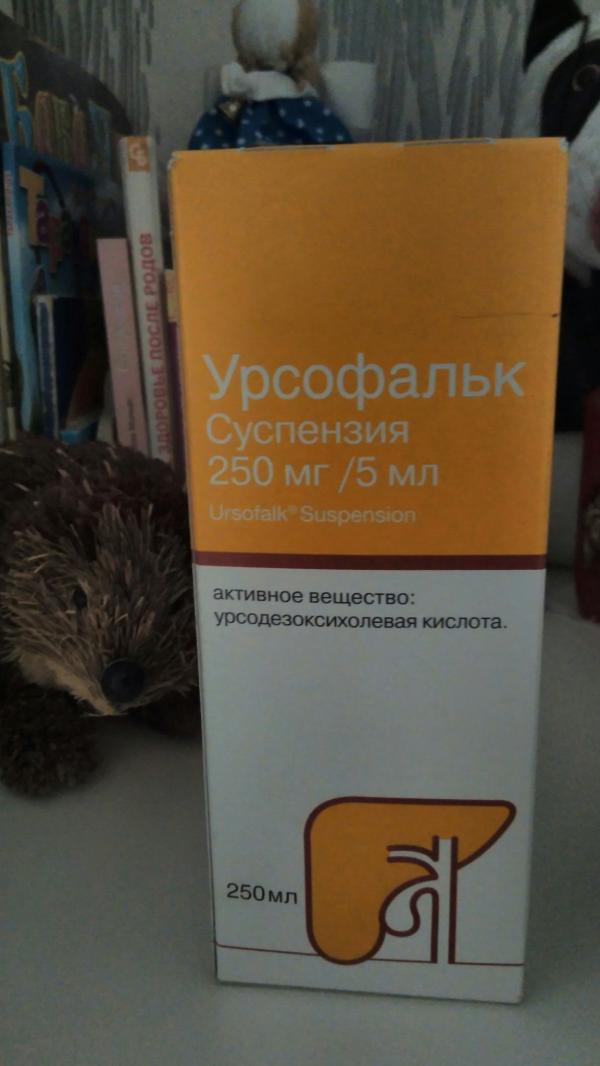 ЗДОРОВЬЕ ПОСЛЕ РОДОВ
Урсофальк
Суспензия
250 мг /5 мл
Ursofalk® Suspension
активное вещество:
урсодезоксихолевая кислота.
250мл